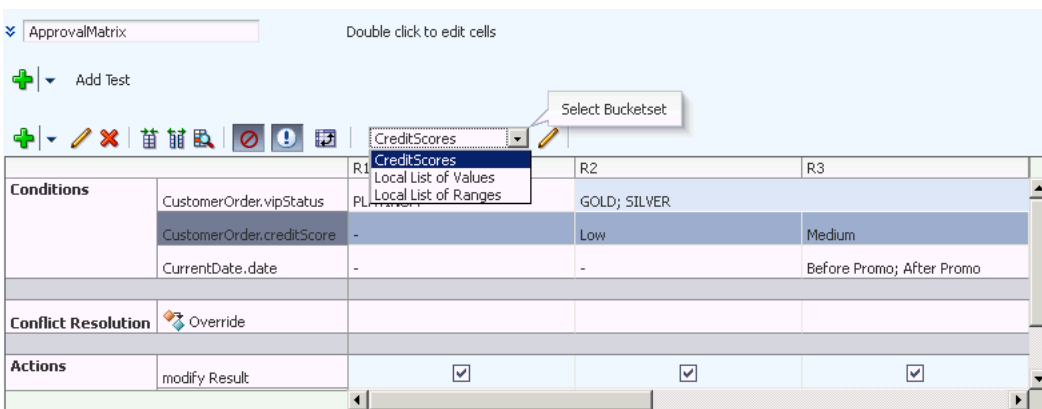 ApprovalMatrix Double click to edit cells
Add Test
Select Bucketset
CreditScores
CreditScores
Local List of Values
Local List of Ranges
R1 R2 R3
Conditions
CustomerOrder.vipStatus GOLD; SILVER
CustomerOrder.creditScore - Low Medium
CurrentDate.date - - Before Promo; After Promo
Conflict Resolution Override
Actions
modify Result